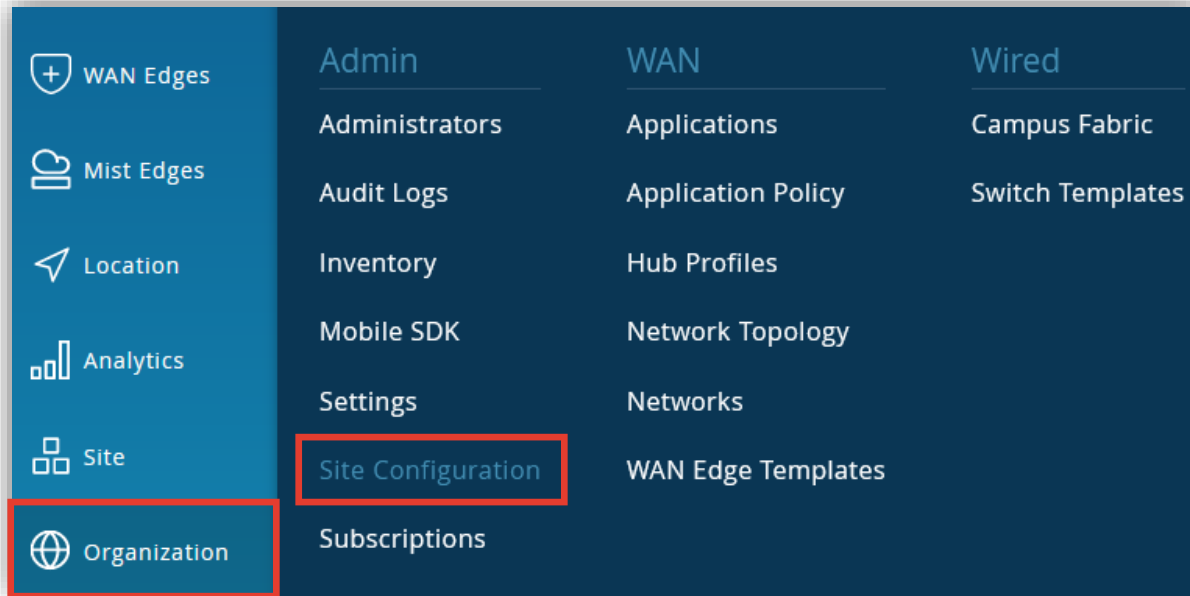 WAN Edges
Mist Edges
Location
Analytics
Site
Organization
Admin
Administrators
Audit Logs
Inventory
Mobile SDK
Settings
Site Configuration
Subscriptions
WAN
Applications
Application Policy
Hub Profiles
Network Topology
Networks
WAN Edge Templates
Wired
Campus Fabric
Switch Templates